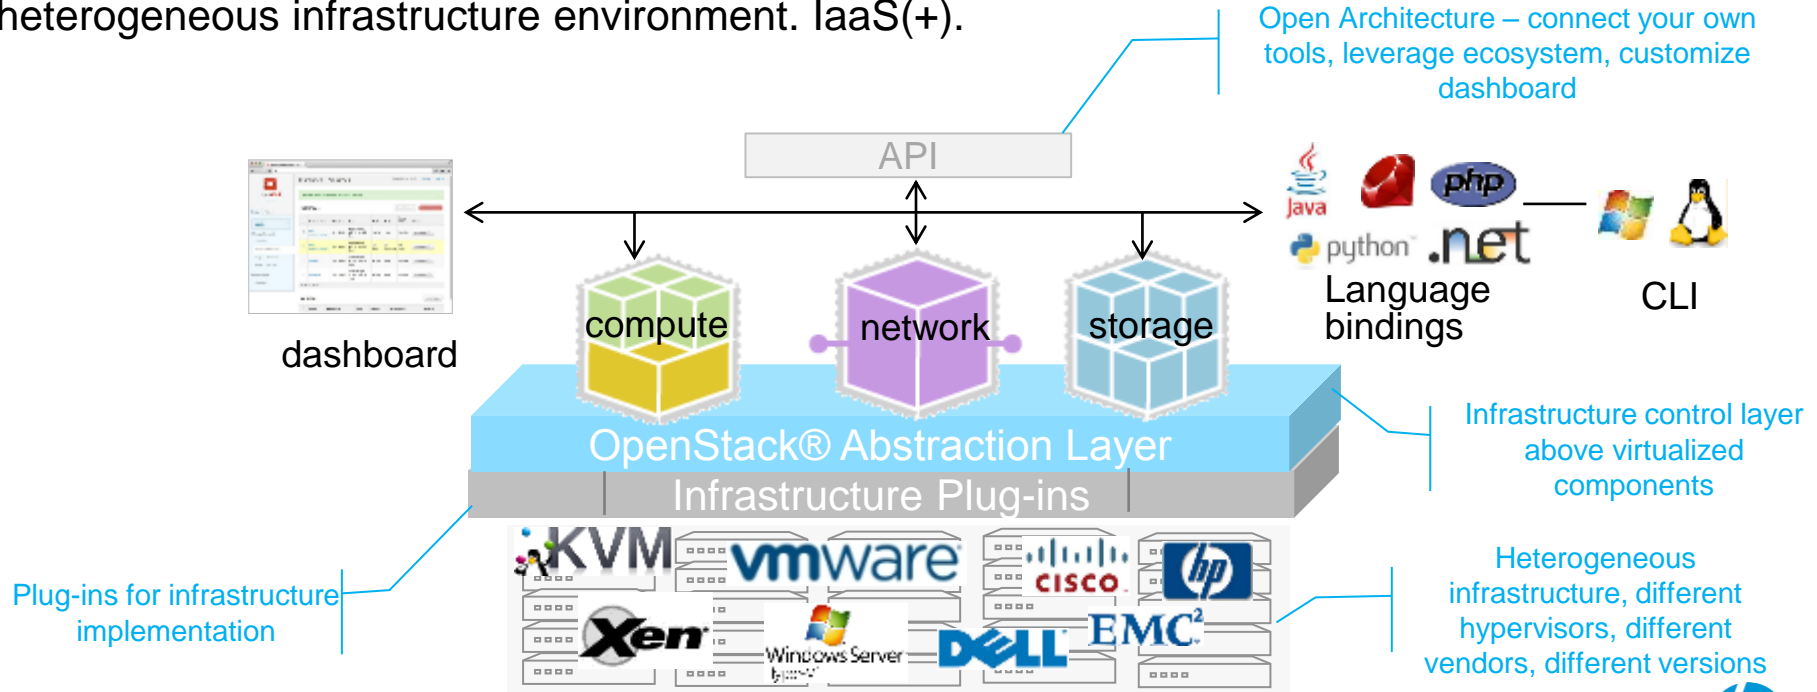 heterogeneous infrastructure environment. IaaS(+).
Open Architecture – connect your own
tools, leverage ecosystem, customize
dashboard
API
Java
php
python
.net
Language
bindings
CLI
dashboard
compute
network
storage
OpenStack® Abstraction Layer
Infrastructure Plug-ins
Infrastructure control layer
above virtualized
components
Plug-ins for infrastructure
implementation
KVM
vmware
CISCO
hp
Xen
Windows Server
DELL
EMC²
Heterogeneous
infrastructure, different
hypervisors, different
vendors, different versions